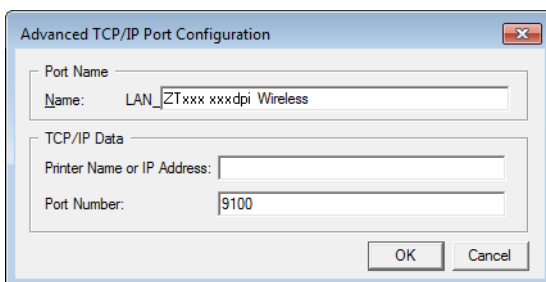 Advanced TCP/IP Port Configuration
Port Name
Name: LAN_ZTxxx xxxdpi Wireless
TCP/IP Data
Printer Name or IP Address:
Port Number: 9100
OK Cancel